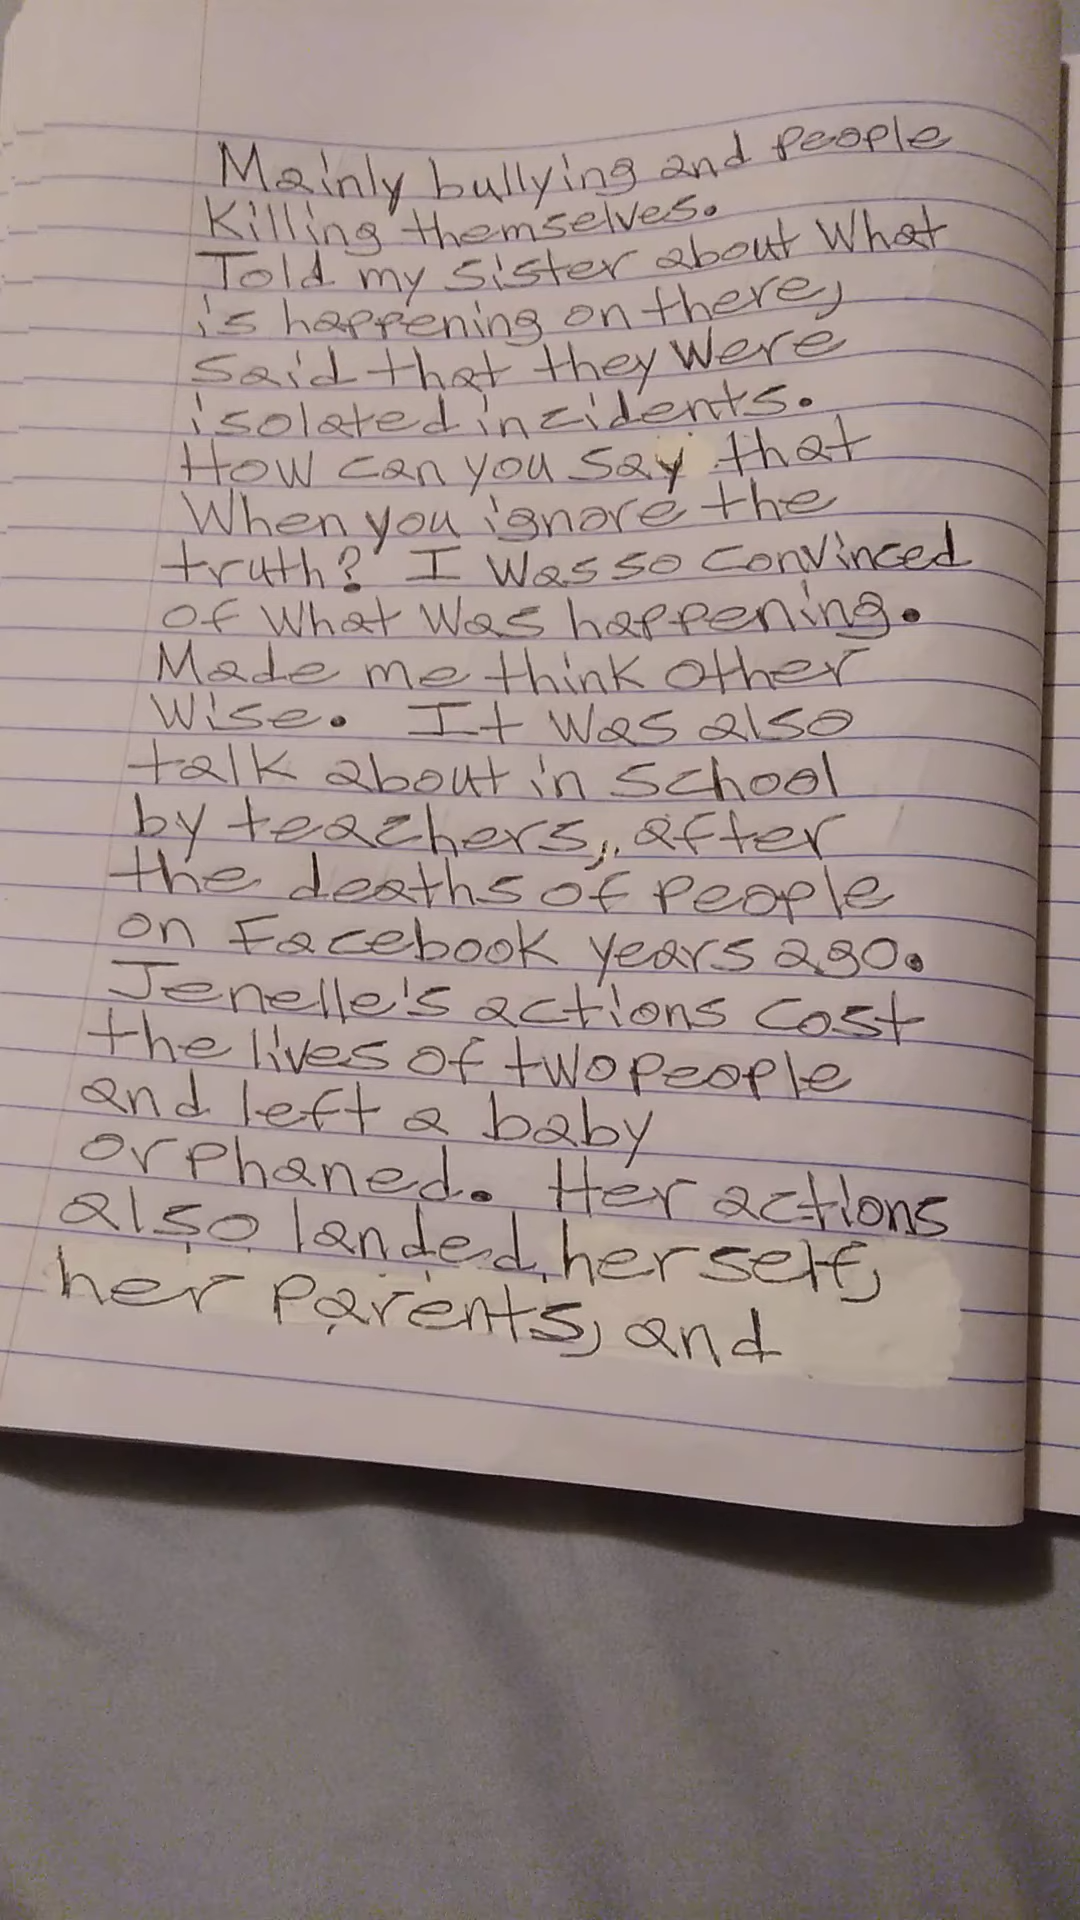 Mainly bullying and people
Killing themselves.
Told my sister about What
is happening on there,
said that they Were
isolated incidents.
How can you say that
When you ignore the
truth? I Was so convinced
of What Was happening.
Made me think other
Wise. It Was also
talk about in school
by teachers, after
the deaths of people
on Facebook years ago.
Jenelle's actions cost
the lives of two people
and left a baby
orphaned. Her actions
also landed herself,
her parents, and